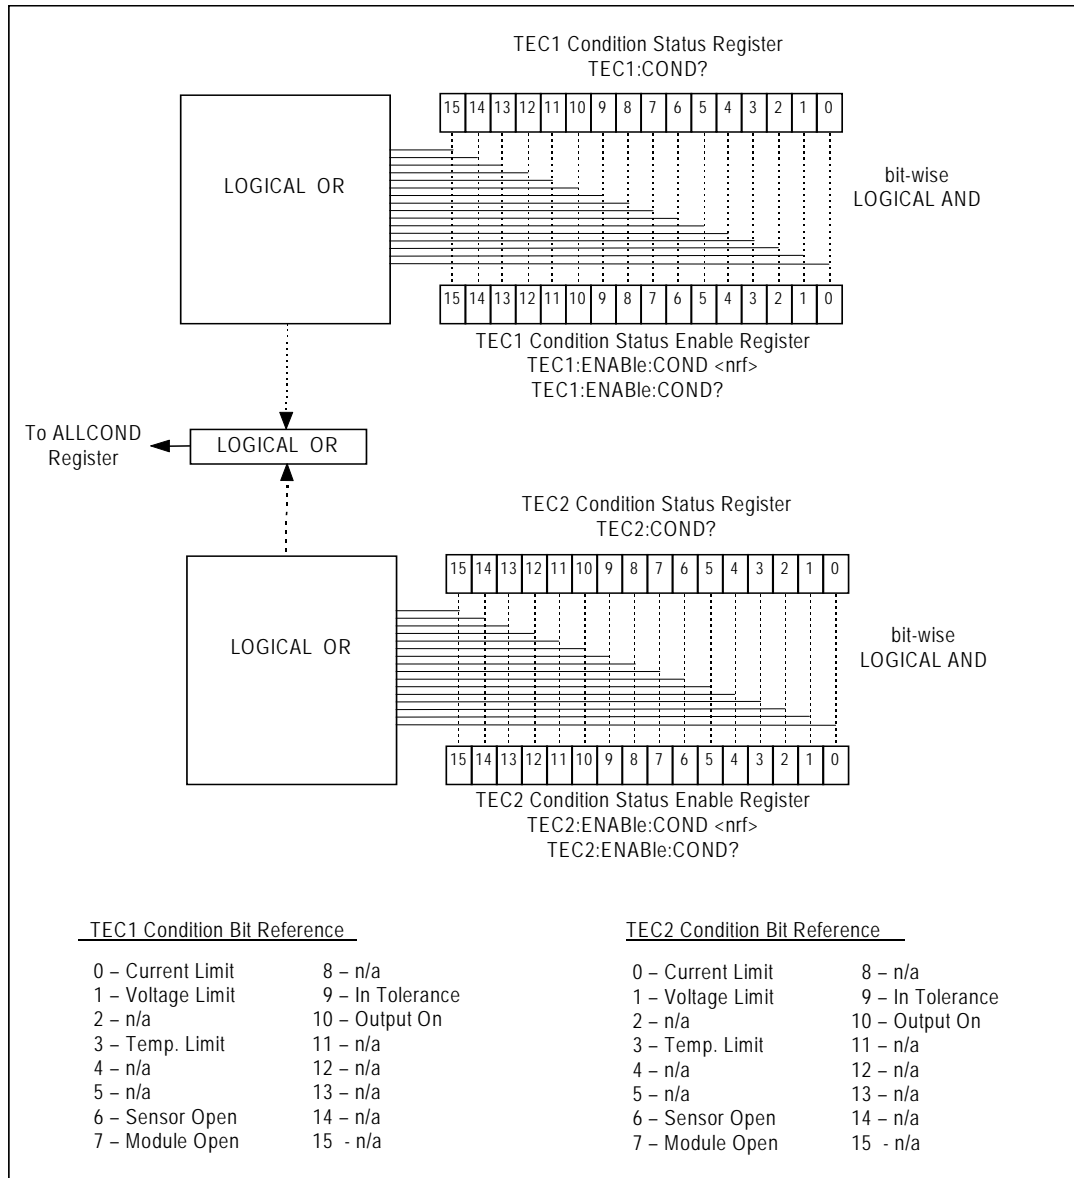 TEC1 Condition Status Register
TEC1:COND?
15 14 13 12 11 10 9 8 7 6 5 4 3 2 1 0
LOGICAL OR
bit-wise
LOGICAL AND
15 14 13 12 11 10 9 8 7 6 5 4 3 2 1 0
TEC1 Condition Status Enable Register
TEC1:ENABle:COND <nrf>
TEC1:ENABle:COND?
To ALLCOND
Register
LOGICAL OR
TEC2 Condition Status Register
TEC2:COND?
15 14 13 12 11 10 9 8 7 6 5 4 3 2 1 0
LOGICAL OR
bit-wise
LOGICAL AND
15 14 13 12 11 10 9 8 7 6 5 4 3 2 1 0
TEC2 Condition Status Enable Register
TEC2:ENABle:COND <nrf>
TEC2:ENABle:COND?
TEC1 Condition Bit Reference
0 – Current Limit
1 – Voltage Limit
2 – n/a
3 – Temp. Limit
4 – n/a
5 – n/a
6 – Sensor Open
7 – Module Open
8 – n/a
9 – In Tolerance
10 – Output On
11 – n/a
12 – n/a
13 – n/a
14 – n/a
15 - n/a
TEC2 Condition Bit Reference
0 – Current Limit
1 – Voltage Limit
2 – n/a
3 – Temp. Limit
4 – n/a
5 – n/a
6 – Sensor Open
7 – Module Open
8 – n/a
9 – In Tolerance
10 – Output On
11 – n/a
12 – n/a
13 – n/a
14 – n/a
15 - n/a